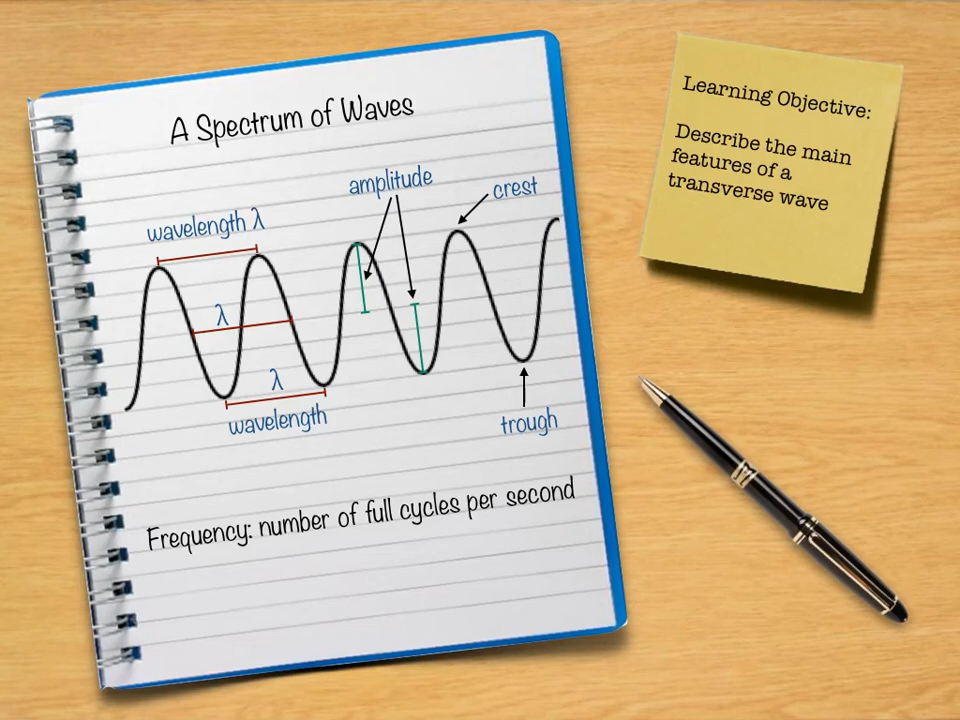 A Spectrum of Waves
amplitude
crest
wavelength λ
λ
λ
wavelength
trough
Frequency: number of full cycles per second
Learning Objective:
Describe the main
features of a
transverse wave